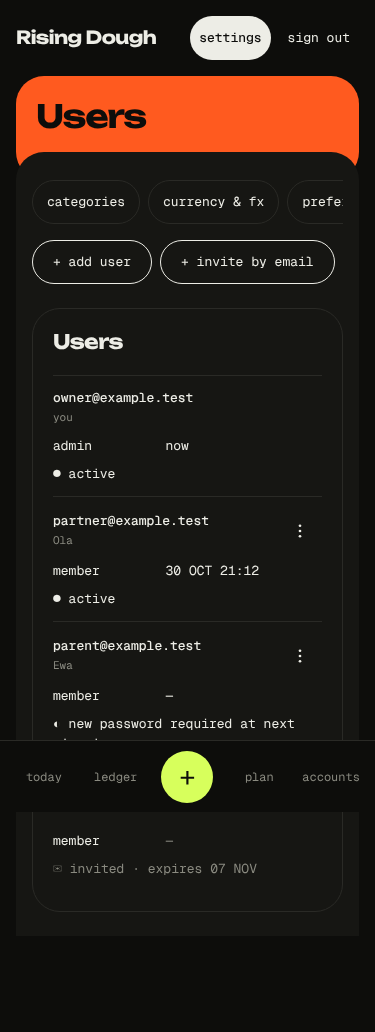 Rising Dough
settings
sign out
Users
categories
currency & fx
+ add user
+ invite by email
Users
owner@example.test
you
admin
now
● active
partner@example.test
Ola
member
30 OCT 21:12
● active
parent@example.test
Ewa
member
—
new password required at next
today
ledger
+
plan
accounts
member
—
✉ invited · expires 07 NOV